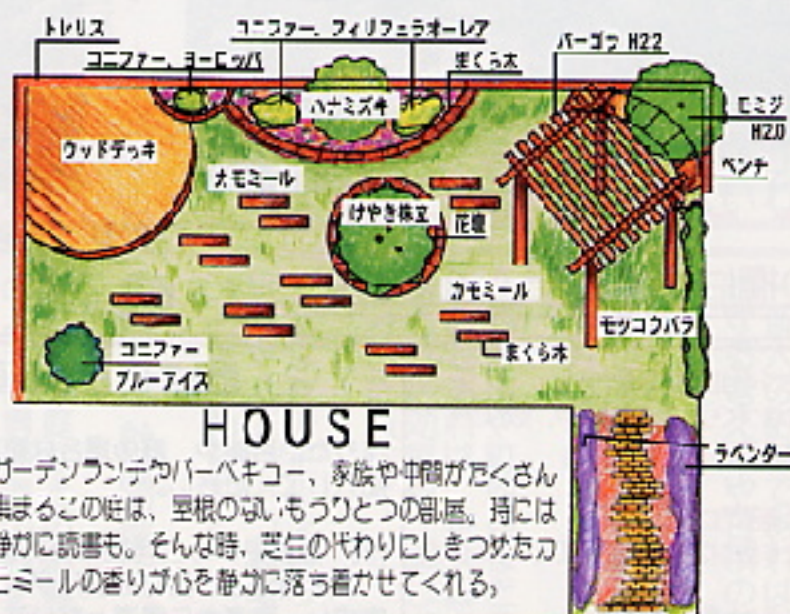 トレリス
コニファー、フィリフェラオーレア
コニファー、ヨーロッパ
まくら木
パーゴラ H2.2
ハナミズキ
モミジ
H2.0
ウッドデッキ
ベンチ
カモミール
けやき株立
花壇
カモミール
モッコウバラ
コニファー
ブルーアイス
まくら木
HOUSE
ラベンダー
ガーデンランチやバーベキュー、家族や仲間がたくさん
集まるこの庭は、屋根のないもうひとつの部屋。時には
静かに読書も。そんな時、芝生の代わりにしきつめたカ
モミールの香りが心を静かに落ち着かせてくれる。